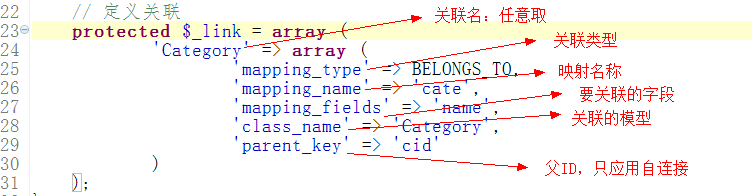 22 // 定义关联
23 protected $_link = array (
24 'Category' => array (
25 'mapping_type' => BELONGS_TO,
26 'mapping_name' => 'cate',
27 'mapping_fields' => 'name',
28 'class_name' => 'Category',
29 'parent_key' => 'cid'
30 )
31 );
关联名：任意取
关联类型
映射名称
要关联的字段
关联的模型
父ID，只应用自连接